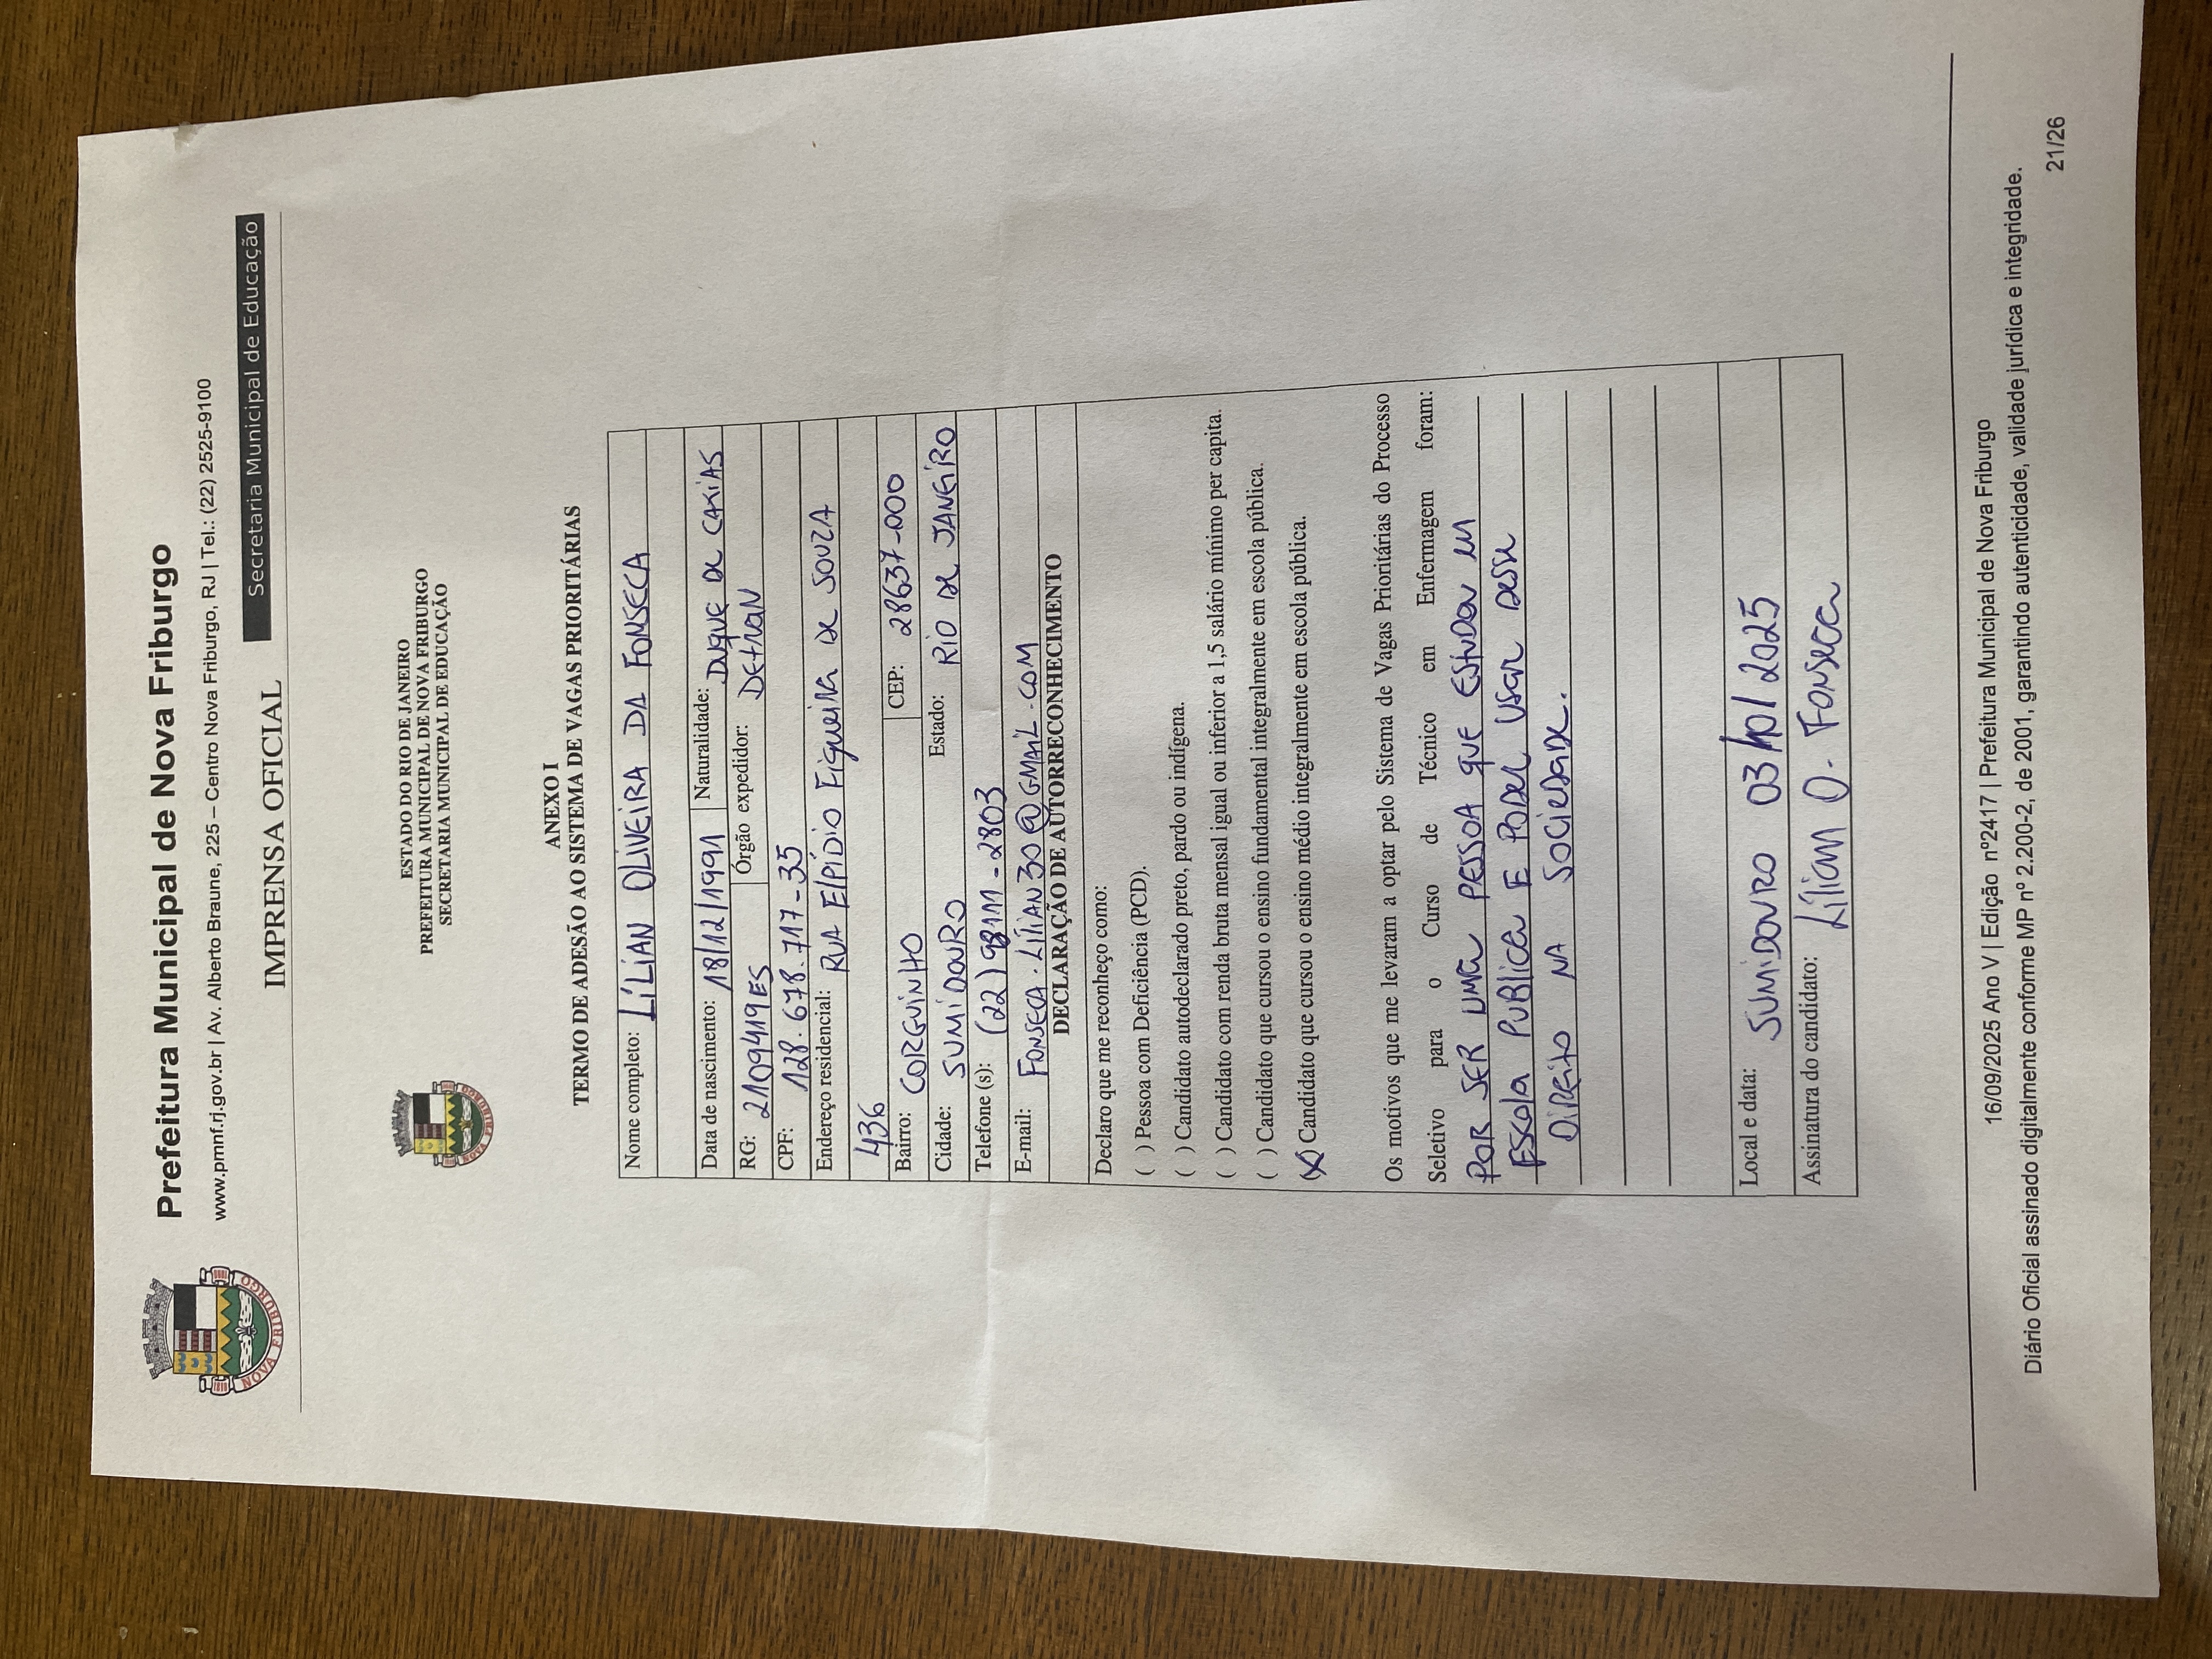 Prefeitura Municipal de Nova Friburgo
www.pmnf.rj.gov.br | Av. Alberto Braune, 225 – Centro Nova Friburgo, RJ | Tel.: (22) 2525-9100
Secretaria Municipal de Educação
IMPRENSA OFICIAL
NOVA FRIBURGO
ESTADO DO RIO DE JANEIRO
PREFEITURA MUNICIPAL DE NOVA FRIBURGO
SECRETARIA MUNICIPAL DE EDUCAÇÃO
NOVA FRIBURGO
ANEXO I
TERMO DE ADESÃO AO SISTEMA DE VAGAS PRIORITÁRIAS
Nome completo: LÍLIAN OLIVEIRA DA FONSECA
Data de nascimento: 18/12/1991 Naturalidade: DUQUE DE CAXIAS
RG: 2109419ES Órgão expedidor: DETRAN
CPF: 128.678.717-35
Endereço residencial: RUA ElPÍDIO Figueira DE SOUZA
436
Bairro: CORGUINHO CEP: 28637-000
Cidade: SUMIDOURO Estado: RIO DE JANEIRO
Telefone (s): (22) 98111-2803
E-mail: FONSECA.LILIAN30@GMAIL.COM
DECLARAÇÃO DE AUTORRECONHECIMENTO
Declaro que me reconheço como:
( ) Pessoa com Deficiência (PCD).
( ) Candidato autodeclarado preto, pardo ou indígena.
( ) Candidato com renda bruta mensal igual ou inferior a 1,5 salário mínimo per capita.
( ) Candidato que cursou o ensino fundamental integralmente em escola pública.
(X) Candidato que cursou o ensino médio integralmente em escola pública.
Os motivos que me levaram a optar pelo Sistema de Vagas Prioritárias do Processo
Seletivo para o Curso de Técnico em Enfermagem foram:
POR SER UMA PESSOA QUE ESTUDOU EM
ESCOLA PUBLICA E PODER USAR DESSE
DIREITO NA SOCIEDADE.
Local e data: SUMIDOURO 03/10/2025
Assinatura do candidato: Lílian O. Fonseca
16/09/2025 Ano V | Edição nº2417 | Prefeitura Municipal de Nova Friburgo
Diário Oficial assinado digitalmente conforme MP nº 2.200-2, de 2001, garantindo autenticidade, validade jurídica e integridade.
21/26